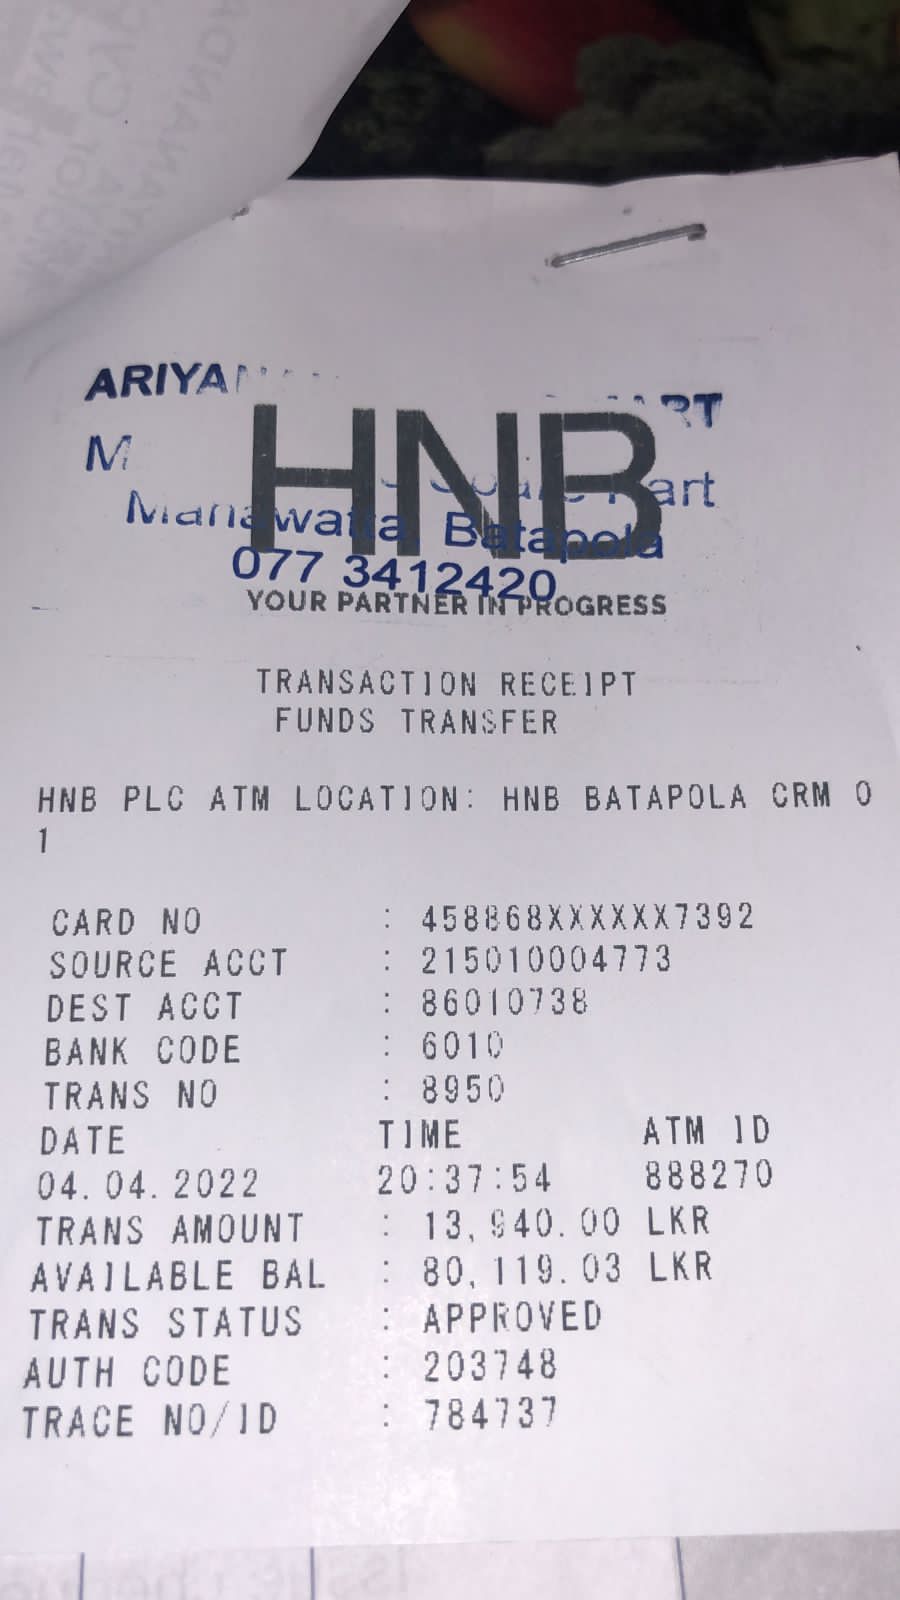 HNB
Batapola
077 3412420
YOUR PARTNER IN PROGRESS
TRANSACTION RECEIPT
FUNDS TRANSFER
HNB PLC ATM LOCATION: HNB BATAPOLA CRM 0
1
CARD NO : 458868XXXXXX7392
SOURCE ACCT : 215010004773
DEST ACCT : 86010738
BANK CODE : 6010
TRANS NO : 8950
DATE TIME ATM ID
04.04.2022 20:37:54 888270
TRANS AMOUNT : 13,940.00 LKR
AVAILABLE BAL : 80,119.03 LKR
TRANS STATUS : APPROVED
AUTH CODE : 203748
TRACE NO/ID : 784737